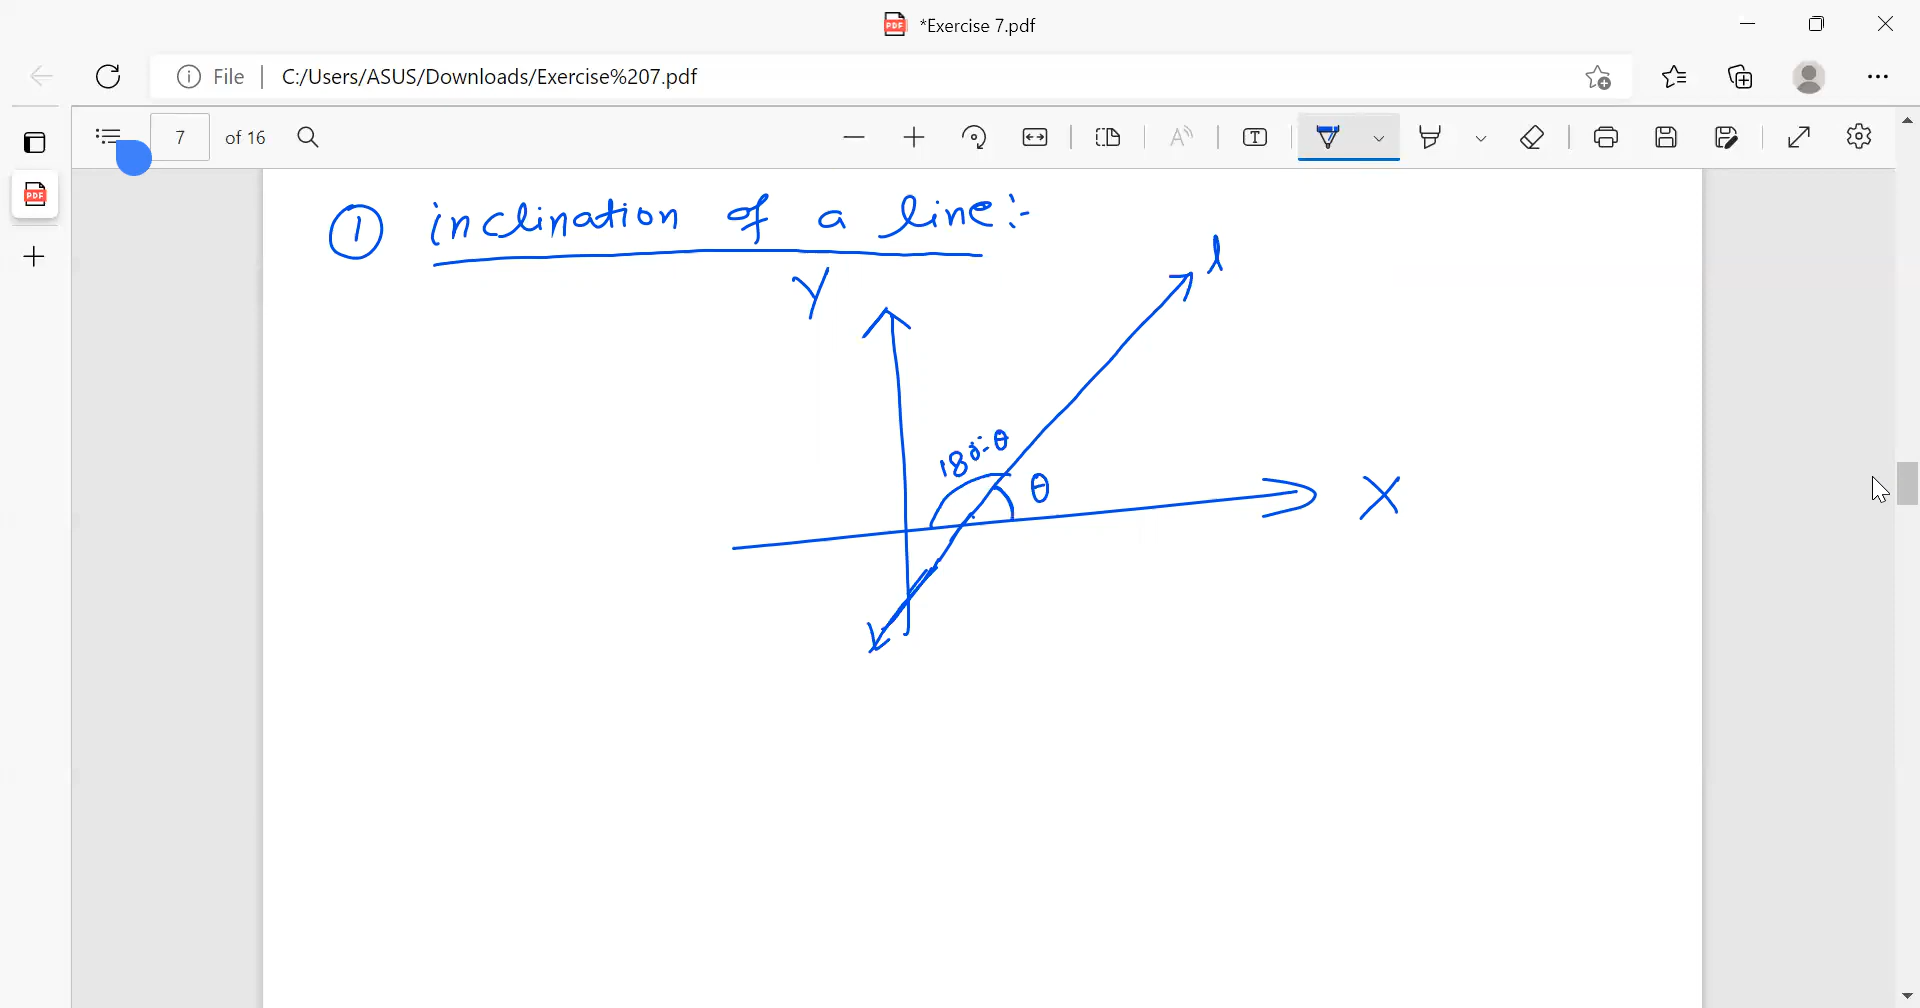 *Exercise 7.pdf
File | C:/Users/ASUS/Downloads/Exercise%207.pdf
7 of 16
① inclination of a line:-
Y
l
180°-θ
θ
X